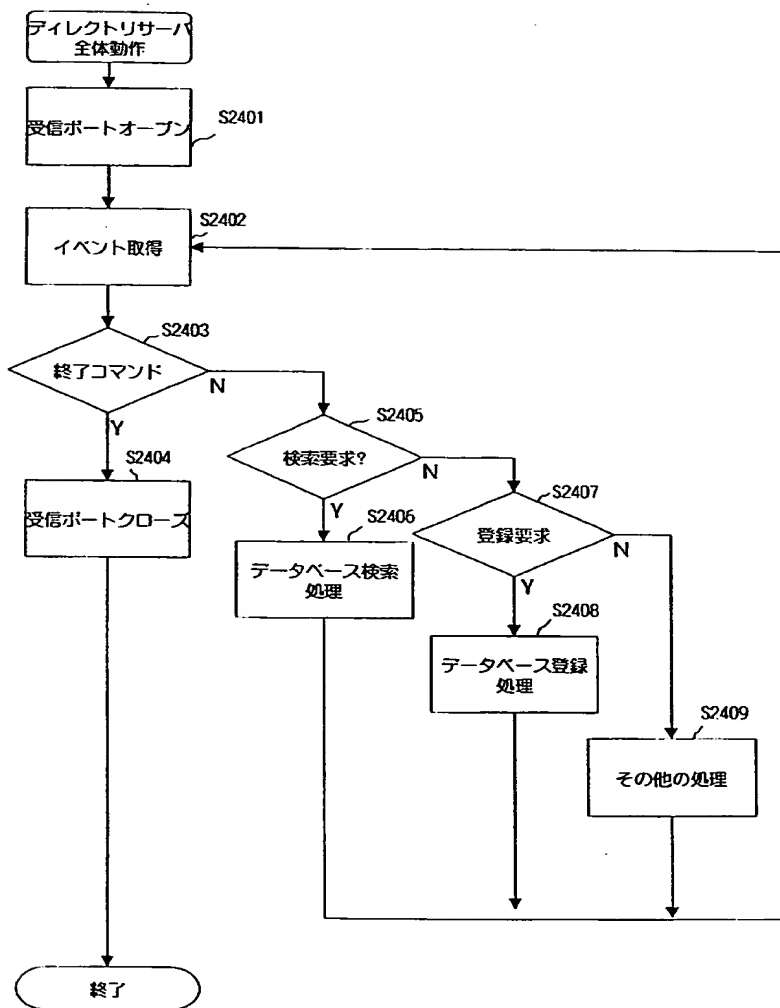 ディレクトリサーバ
全体動作
受信ポートオープン
S2401
イベント取得
S2402
終了コマンド
S2403
N
Y
受信ポートクローズ
S2404
検索要求?
S2405
N
Y
データベース検索
処理
S2406
登録要求
S2407
N
Y
データベース登録
処理
S2408
その他の処理
S2409
終了